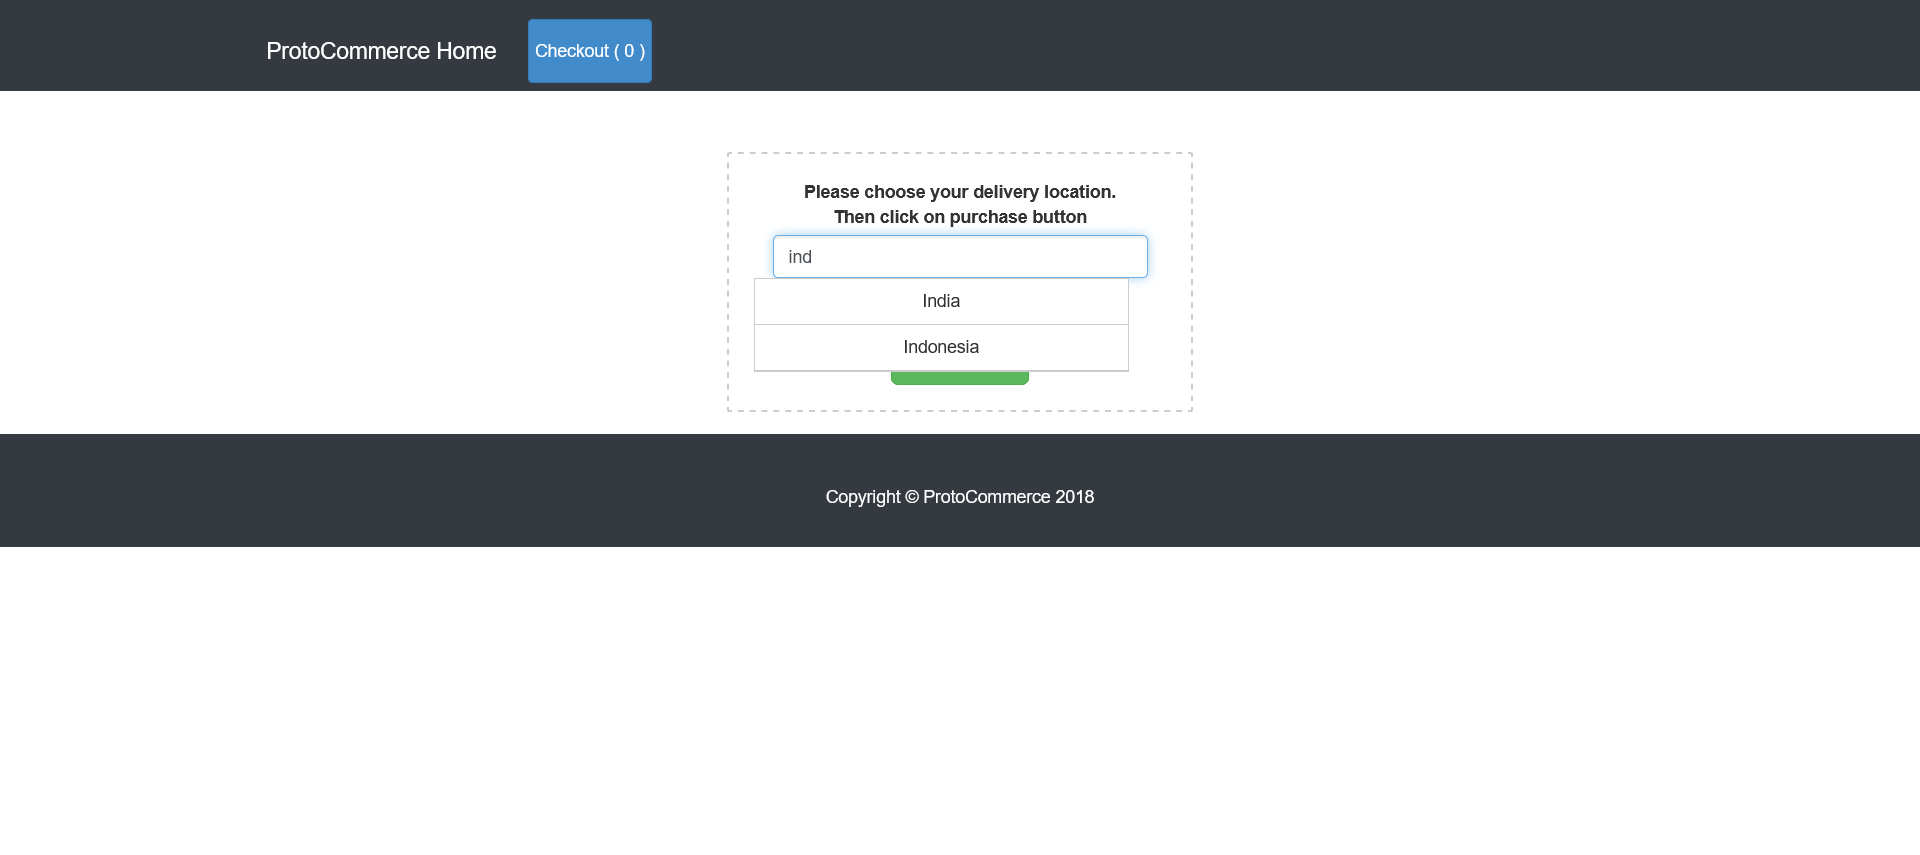 ProtoCommerce Home
Checkout ( 0 )
Please choose your delivery location.
Then click on purchase button
ind
India
Indonesia
Copyright © ProtoCommerce 2018